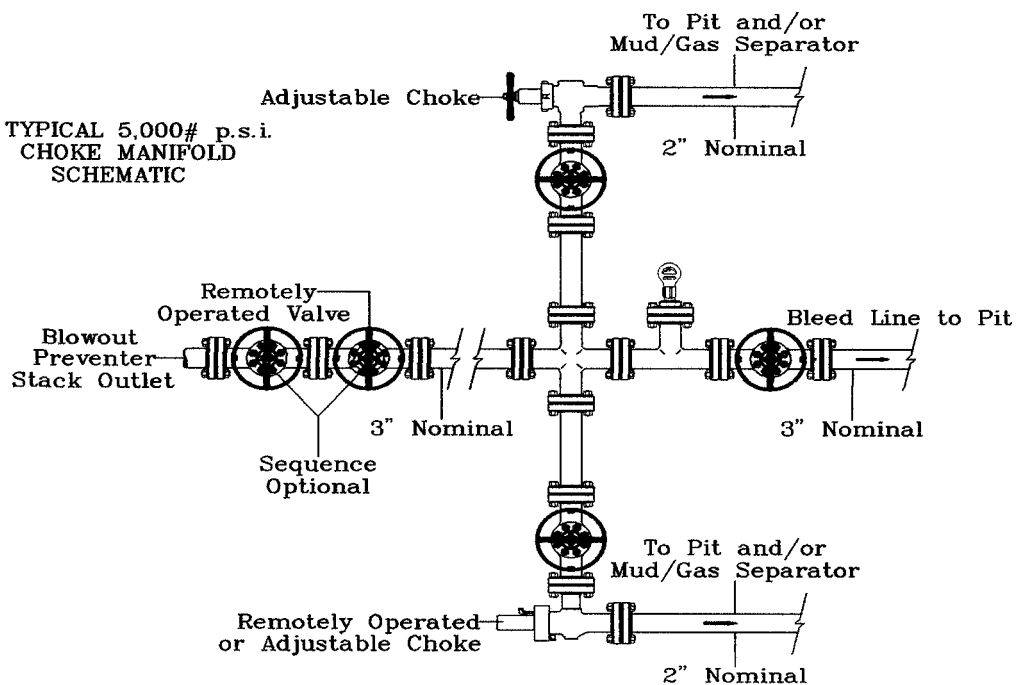 To Pit and/or
Mud/Gas Separator
Adjustable Choke
TYPICAL 5,000# p.s.i.
CHOKE MANIFOLD
SCHEMATIC
2" Nominal
Remotely
Operated Valve
Blowout
Preventer
Stack Outlet
Bleed Line to Pit
3" Nominal
3" Nominal
Sequence
Optional
To Pit and/or
Mud/Gas Separator
Remotely Operated
or Adjustable Choke
2" Nominal